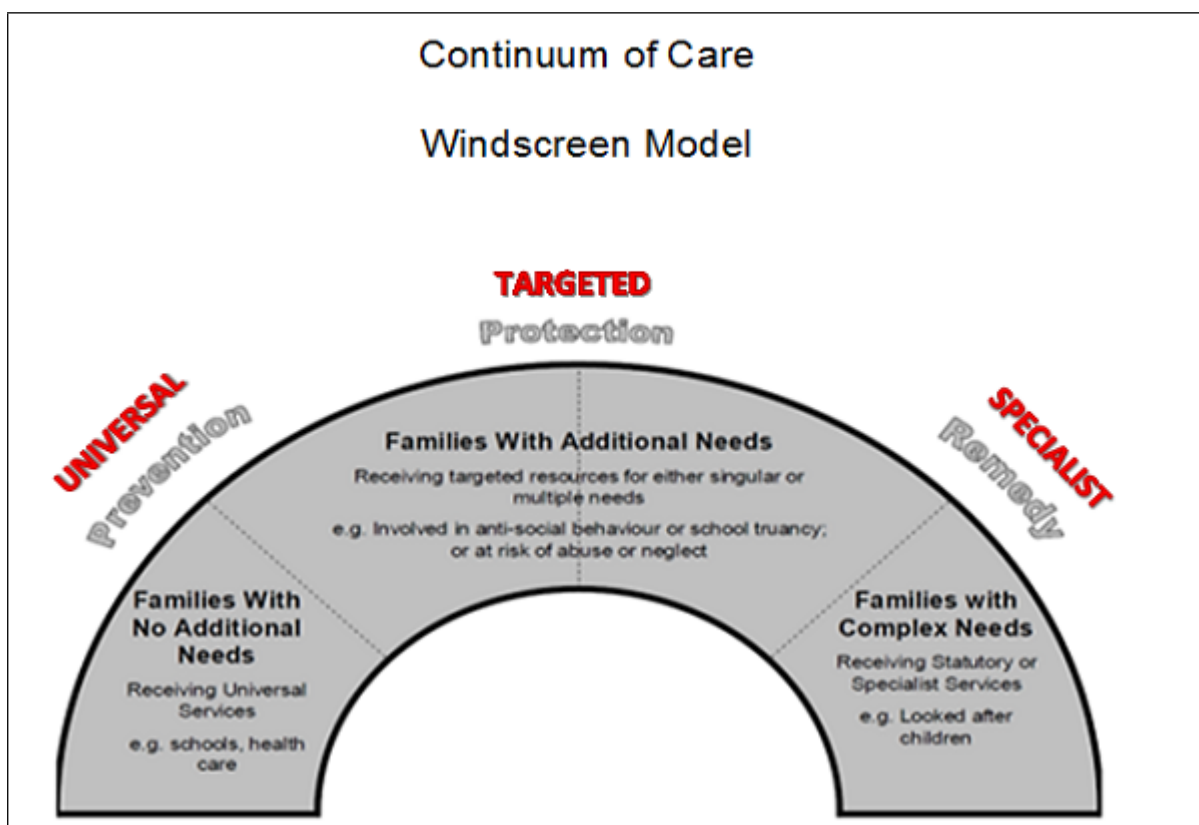 Continuum of Care
Windscreen Model
TARGETED
Protection
UNIVERSAL
Prevention
SPECIALIST
Remedy
Families With Additional Needs
Receiving targeted resources for either singular or
multiple needs
e.g. Involved in anti-social behaviour or school truancy;
or at risk of abuse or neglect
Families With
No Additional
Needs
Receiving Universal
Services
e.g. schools, health
care
Families with
Complex Needs
Receiving Statutory or
Specialist Services
e.g. Looked after
children